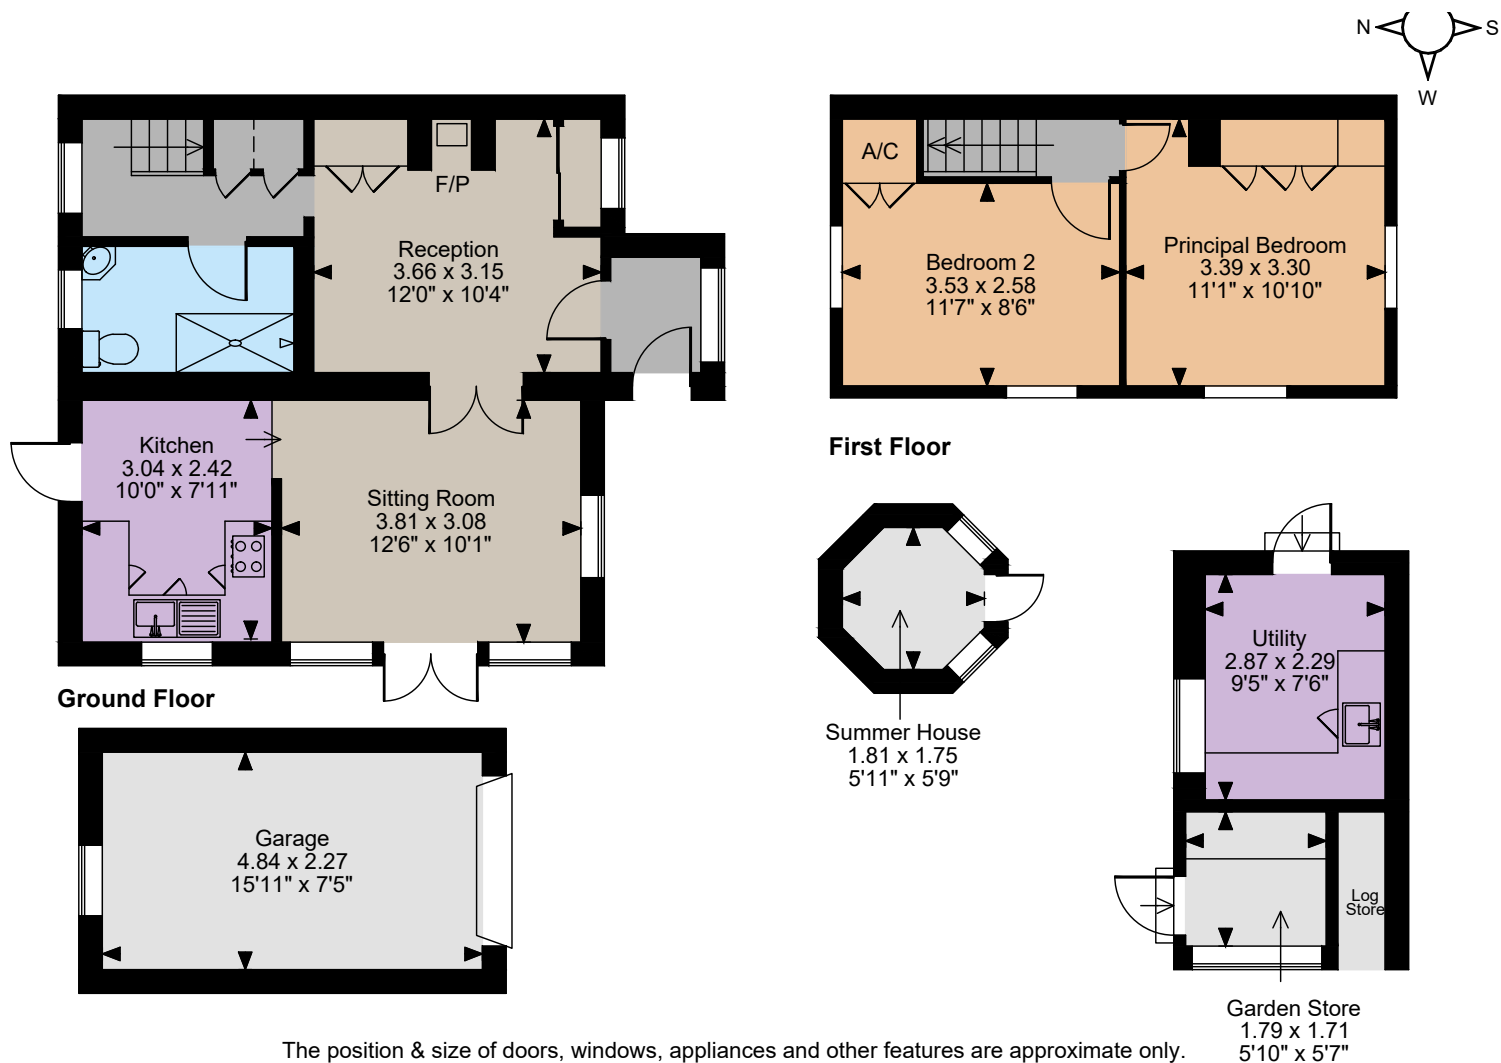 N
S
W
F/P
Reception
3.66 x 3.15
12'0" x 10'4"
Kitchen
3.04 x 2.42
10'0" x 7'11"
Sitting Room
3.81 x 3.08
12'6" x 10'1"
Ground Floor
A/C
Bedroom 2
3.53 x 2.58
11'7" x 8'6"
Principal Bedroom
3.39 x 3.30
11'1" x 10'10"
First Floor
Summer House
1.81 x 1.75
5'11" x 5'9"
Utility
2.87 x 2.29
9'5" x 7'6"
Garage
4.84 x 2.27
15'11" x 7'5"
Log
Store
Garden Store
1.79 x 1.71
5'10" x 5'7"
The position & size of doors, windows, appliances and other features are approximate only.